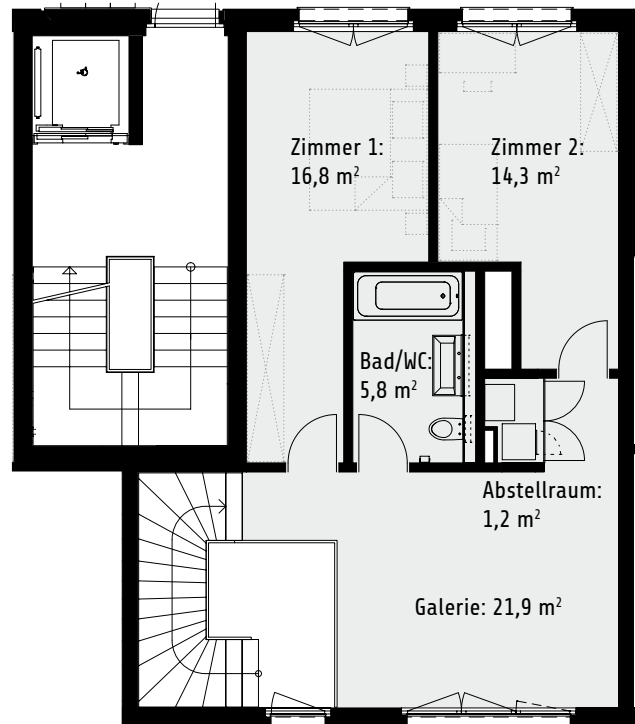 Zimmer 1:
16,8 m²
Zimmer 2:
14,3 m²
Bad/WC:
5,8 m²
Abstellraum:
1,2 m²
Galerie: 21,9 m²